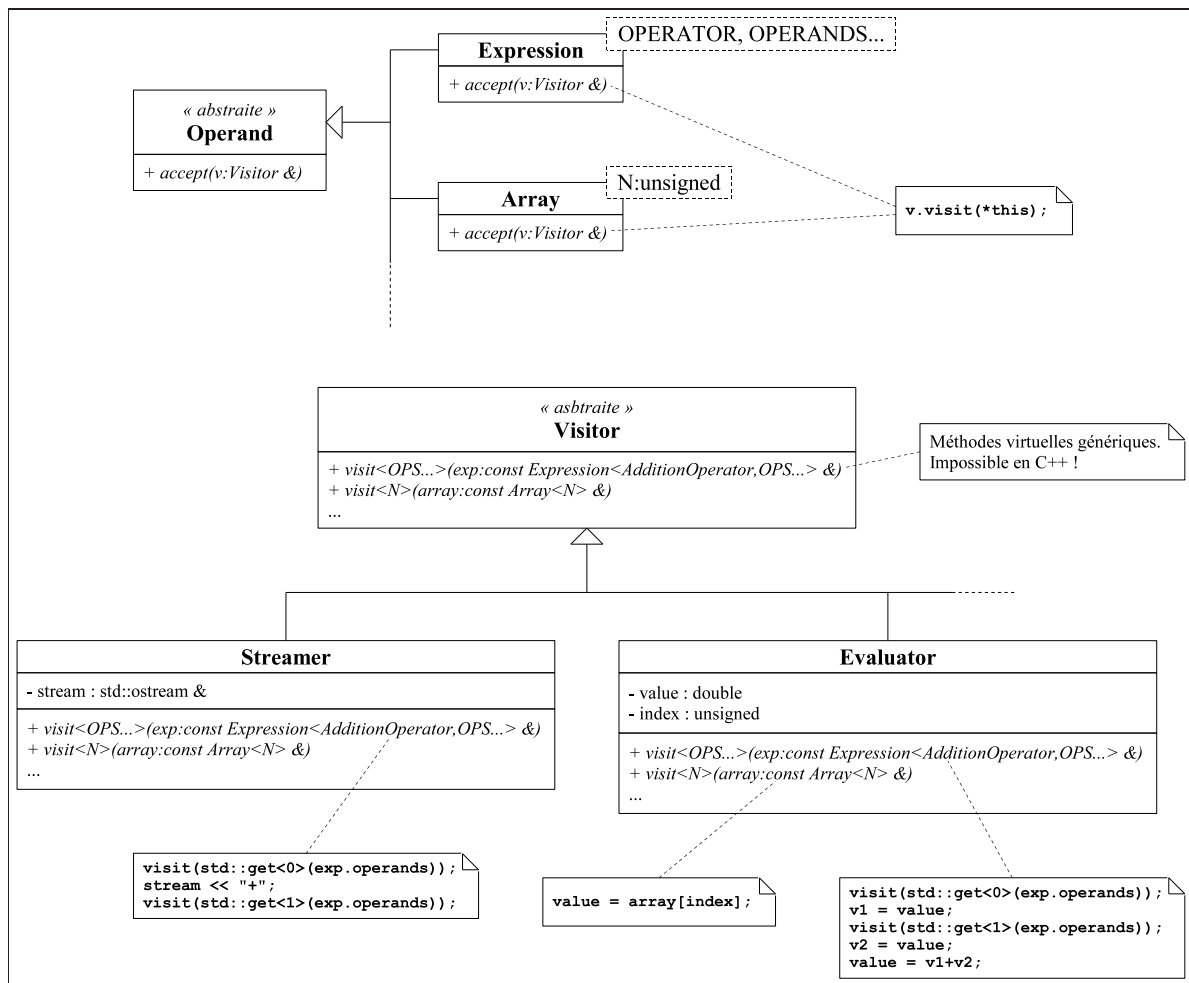 OPERATOR, OPERANDS...
Expression
+ accept(v:Visitor &)
« abstraite »
Operand
+ accept(v:Visitor &)
N:unsigned
Array
+ accept(v:Visitor &)
v.visit(*this);
« asbtraite »
Visitor
+ visit<OPS...>(exp:const Expression<AdditionOperator,OPS...> &)
+ visit<N>(array:const Array<N> &)
...
Méthodes virtuelles génériques.
Impossible en C++ !
Streamer
- stream : std::ostream &
+ visit<OPS...>(exp:const Expression<AdditionOperator,OPS...> &)
+ visit<N>(array:const Array<N> &)
...
Evaluator
- value : double
- index : unsigned
+ visit<OPS...>(exp:const Expression<AdditionOperator,OPS...> &)
+ visit<N>(array:const Array<N> &)
...
visit(std::get<0>(exp.operands));
stream << "+";
visit(std::get<1>(exp.operands));
value = array[index];
visit(std::get<0>(exp.operands));
v1 = value;
visit(std::get<1>(exp.operands));
v2 = value;
value = v1+v2;